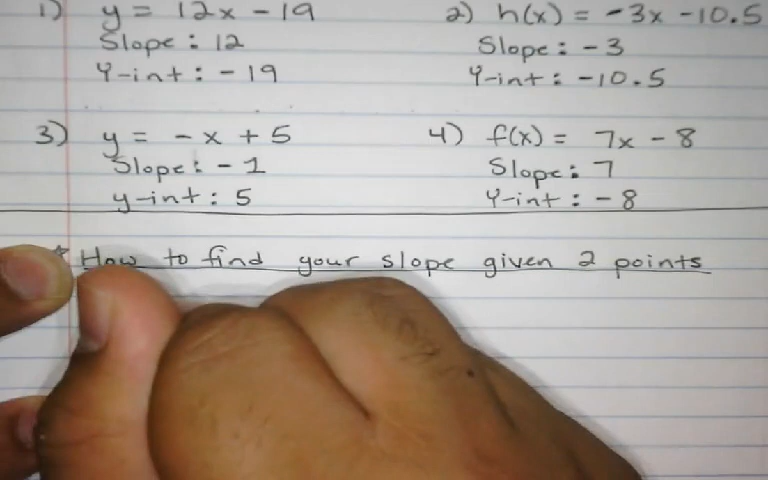 1) y = 12x - 19
Slope : 12
Y-int : -19
2) h(x) = -3x -10.5
Slope : -3
Y-int : -10.5
3) y = -x + 5
Slope : -1
y-int : 5
4) f(x) = 7x - 8
Slope : 7
Y-int : -8
* How to find your slope given 2 points